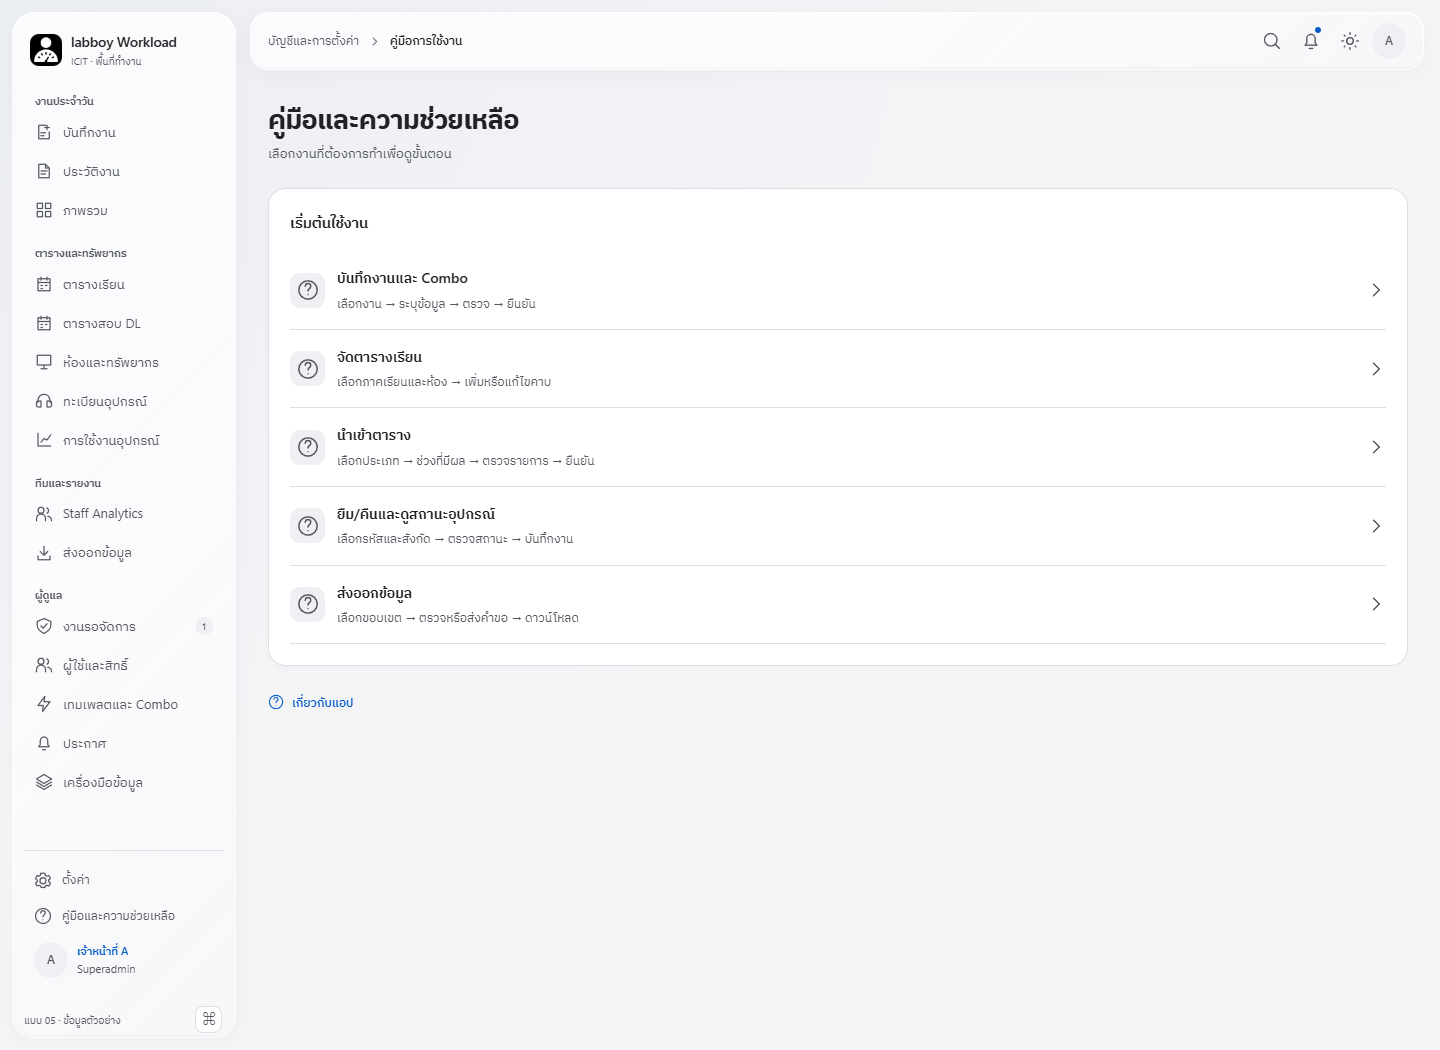 labboy Workload
ICIT · พื้นที่ทำงาน
งานประจำวัน
บันทึกงาน
ประวัติงาน
ภาพรวม
ตารางและทรัพยากร
ตารางเรียน
ตารางสอบ DL
ห้องและทรัพยากร
ทะเบียนอุปกรณ์
การใช้งานอุปกรณ์
ทีมและรายงาน
Staff Analytics
ส่งออกข้อมูล
ผู้ดูแล
งานรอจัดการ 1
ผู้ใช้และสิทธิ์
เทมเพลตและ Combo
ประกาศ
เครื่องมือข้อมูล
ตั้งค่า
คู่มือและความช่วยเหลือ
A
เจ้าหน้าที่ A
Superadmin
แบบ 05 · ข้อมูลตัวอย่าง
⌘
บัญชีและการตั้งค่า > คู่มือการใช้งาน
A
คู่มือและความช่วยเหลือ
เลือกงานที่ต้องการทำเพื่อดูขั้นตอน
เริ่มต้นใช้งาน
บันทึกงานและ Combo
เลือกงาน → ระบุข้อมูล → ตรวจ → ยืนยัน
จัดตารางเรียน
เลือกภาคเรียนและห้อง → เพิ่มหรือแก้ไขคาบ
นำเข้าตาราง
เลือกประเภท → ช่วงที่มีผล → ตรวจรายการ → ยืนยัน
ยืม/คืนและดูสถานะอุปกรณ์
เลือกรหัสและสังกัด → ตรวจสถานะ → บันทึกงาน
ส่งออกข้อมูล
เลือกขอบเขต → ตรวจหรือส่งคำขอ → ดาวน์โหลด
เกี่ยวกับแอป